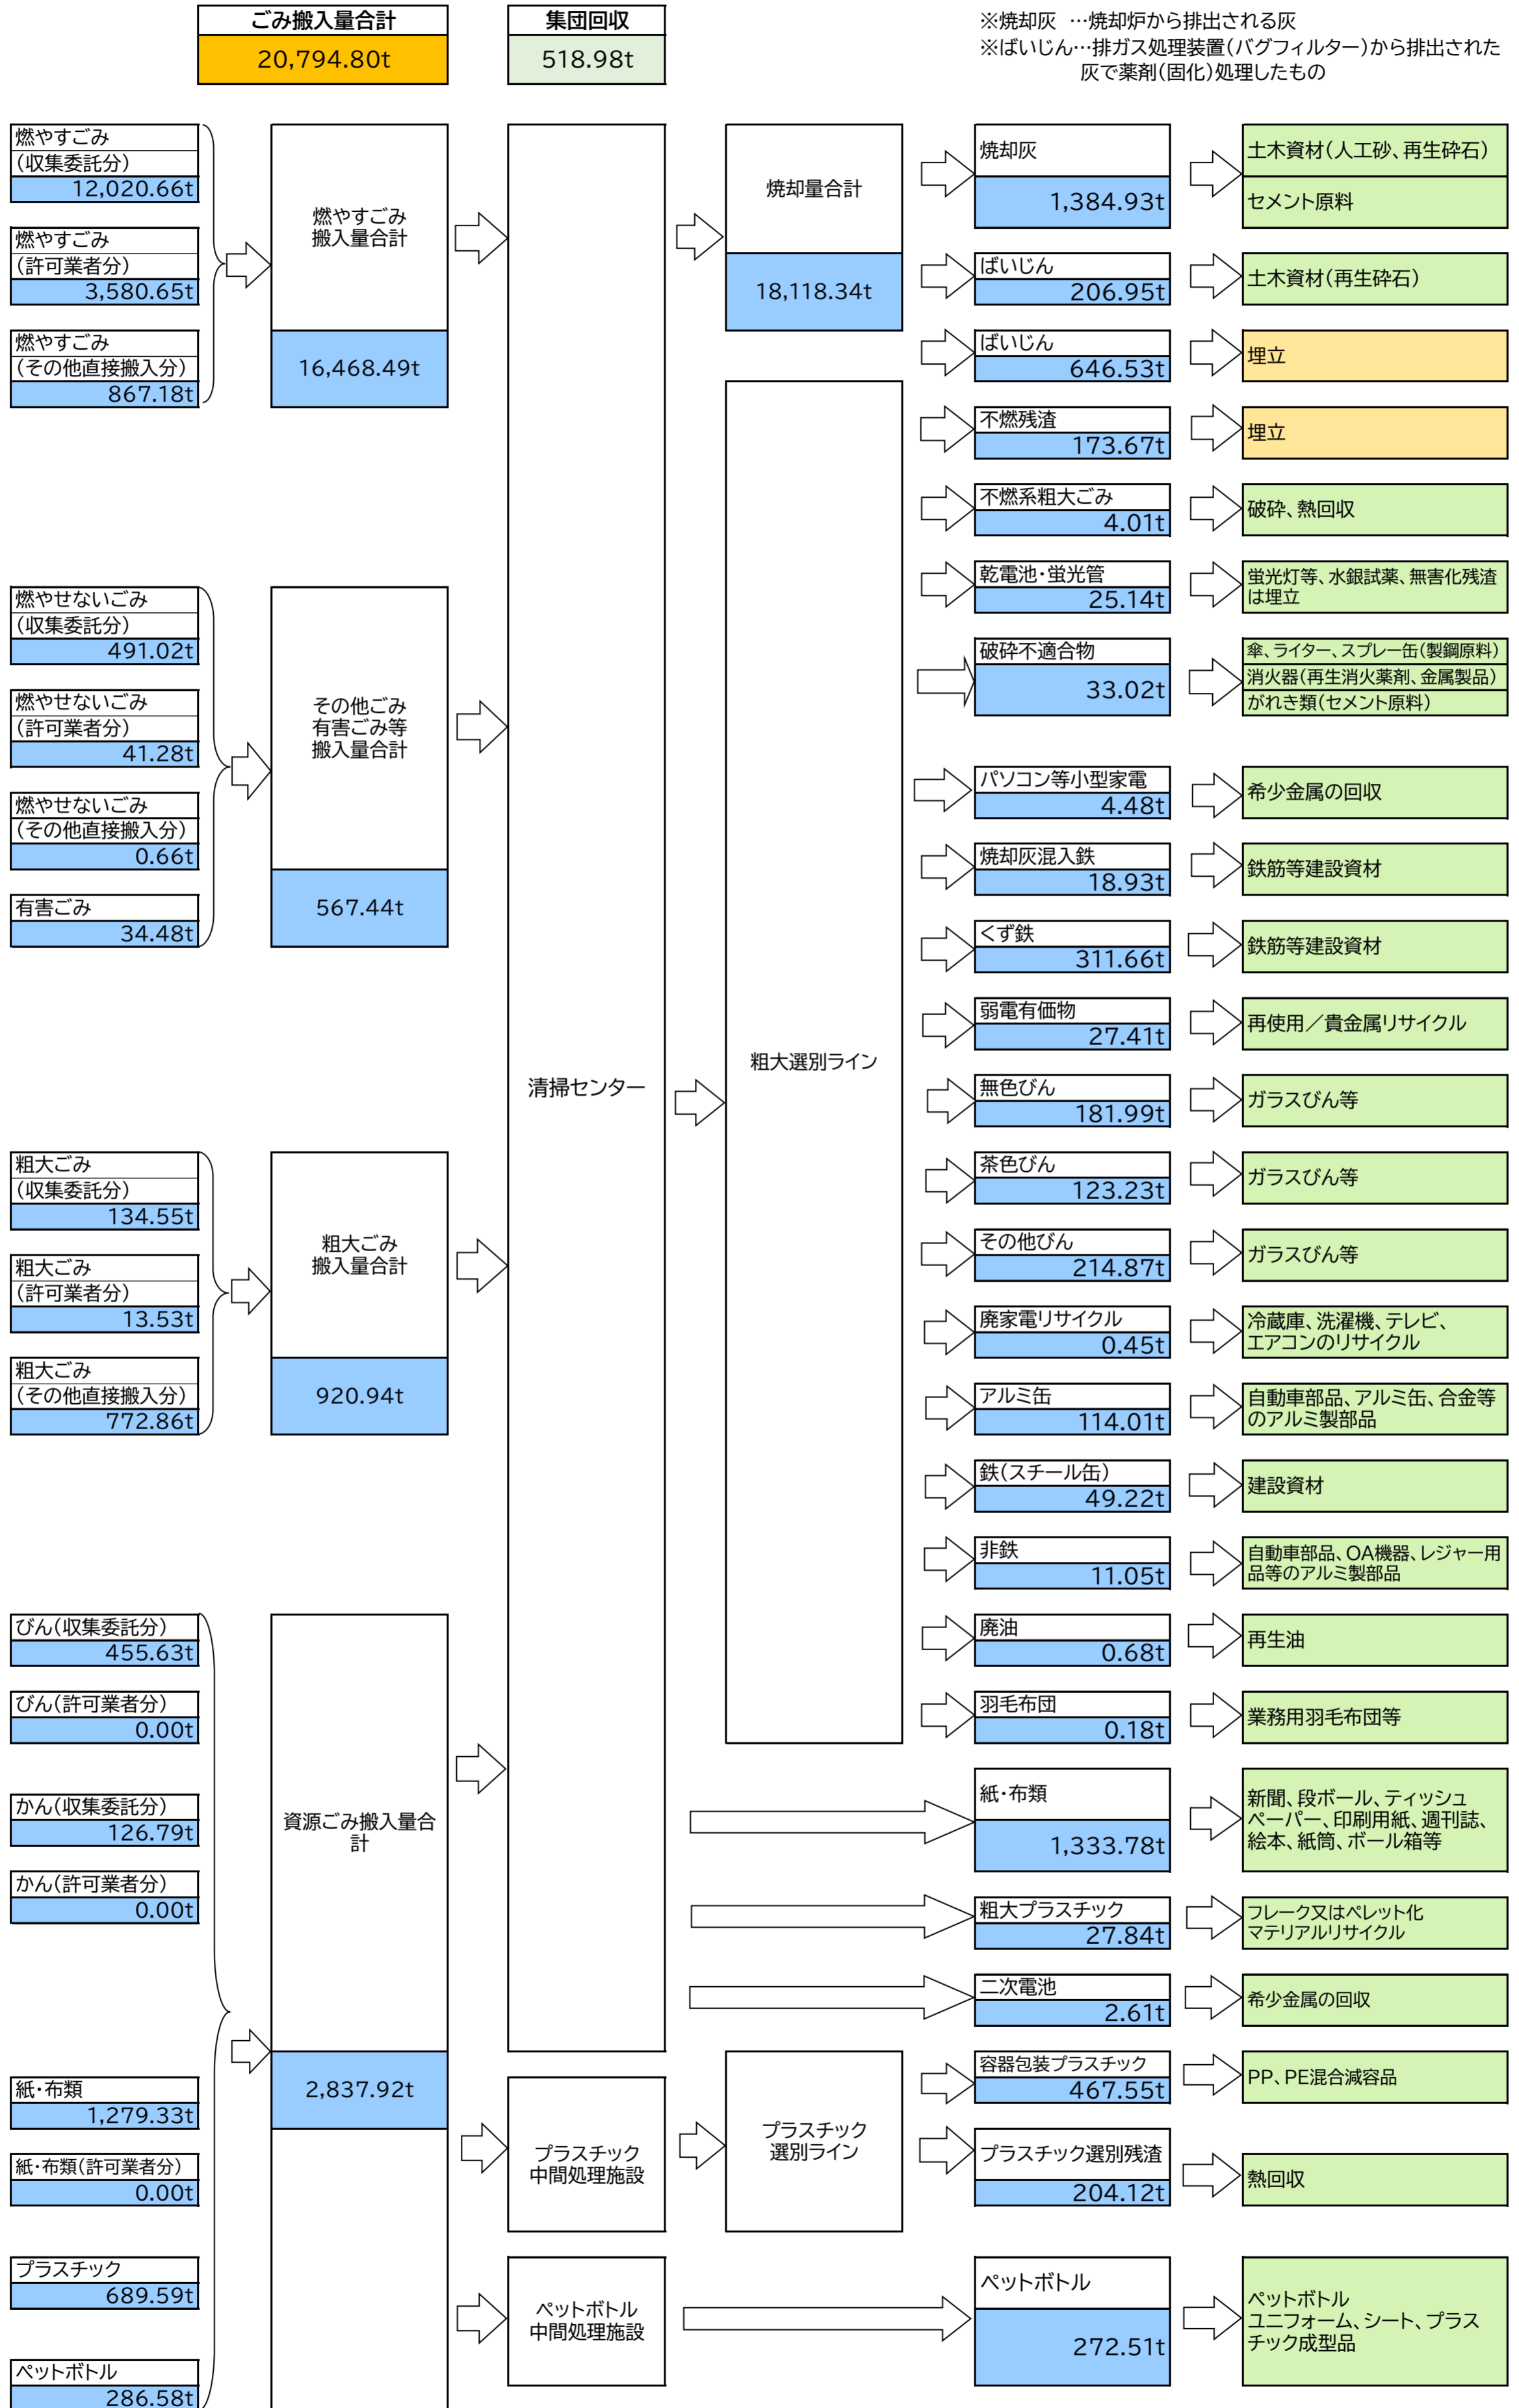 ごみ搬入量合計
20,794.80t
集団回収
518.98t
※焼却灰 …焼却炉から排出される灰
※ばいじん…排ガス処理装置(バグフィルター)から排出された
灰で薬剤(固化)処理したもの
燃やすごみ
(収集委託分)
12,020.66t
燃やすごみ
(許可業者分)
3,580.65t
燃やすごみ
(その他直接搬入分)
867.18t
燃やすごみ
搬入量合計
16,468.49t
燃やせないごみ
(収集委託分)
491.02t
燃やせないごみ
(許可業者分)
41.28t
燃やせないごみ
(その他直接搬入分)
0.66t
有害ごみ
34.48t
その他ごみ
有害ごみ等
搬入量合計
567.44t
粗大ごみ
(収集委託分)
134.55t
粗大ごみ
(許可業者分)
13.53t
粗大ごみ
(その他直接搬入分)
772.86t
粗大ごみ
搬入量合計
920.94t
びん(収集委託分)
455.63t
びん(許可業者分)
0.00t
かん(収集委託分)
126.79t
かん(許可業者分)
0.00t
紙・布類
1,279.33t
紙・布類(許可業者分)
0.00t
プラスチック
689.59t
ペットボトル
286.58t
資源ごみ搬入量合
計
2,837.92t
清掃センター
プラスチック
中間処理施設
ペットボトル
中間処理施設
焼却量合計
18,118.34t
粗大選別ライン
プラスチック
選別ライン
焼却灰
1,384.93t
土木資材(人工砂、再生砕石)
セメント原料
ばいじん
206.95t
土木資材(再生砕石)
ばいじん
646.53t
埋立
不燃残渣
173.67t
埋立
不燃系粗大ごみ
4.01t
破砕、熱回収
乾電池・蛍光管
25.14t
蛍光灯等、水銀試薬、無害化残渣
は埋立
破砕不適合物
33.02t
傘、ライター、スプレー缶(製鋼原料)
消火器(再生消火薬剤、金属製品)
がれき類(セメント原料)
パソコン等小型家電
4.48t
希少金属の回収
焼却灰混入鉄
18.93t
鉄筋等建設資材
くず鉄
311.66t
鉄筋等建設資材
弱電有価物
27.41t
再使用／貴金属リサイクル
無色びん
181.99t
ガラスびん等
茶色びん
123.23t
ガラスびん等
その他びん
214.87t
ガラスびん等
廃家電リサイクル
0.45t
冷蔵庫、洗濯機、テレビ、
エアコンのリサイクル
アルミ缶
114.01t
自動車部品、アルミ缶、合金等
のアルミ製部品
鉄(スチール缶)
49.22t
建設資材
非鉄
11.05t
自動車部品、OA機器、レジャー用
品等のアルミ製部品
廃油
0.68t
再生油
羽毛布団
0.18t
業務用羽毛布団等
紙・布類
1,333.78t
新聞、段ボール、ティッシュ
ペーパー、印刷用紙、週刊誌、
絵本、紙筒、ボール箱等
粗大プラスチック
27.84t
フレーク又はペレット化
マテリアルリサイクル
二次電池
2.61t
希少金属の回収
容器包装プラスチック
467.55t
PP、PE混合減容品
プラスチック選別残渣
204.12t
熱回収
ペットボトル
272.51t
ペットボトル
ユニフォーム、シート、プラス
チック成型品